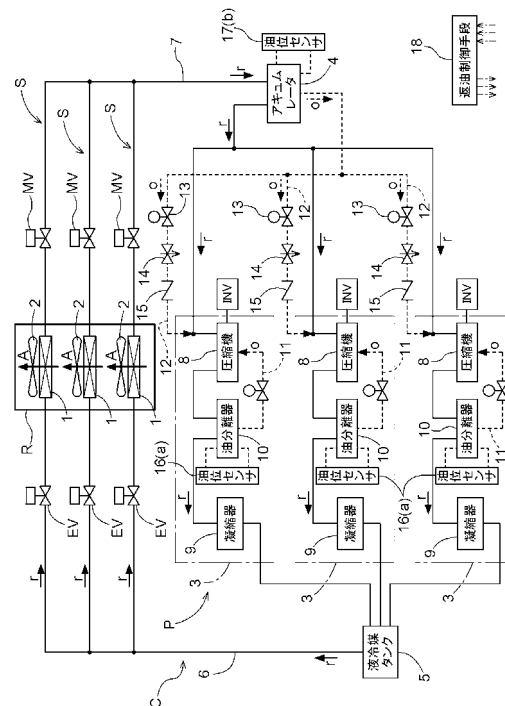 C
6
r
r
EV
EV
EV
R
1
1
1
2
2
2
A
A
A
MV
MV
MV
S
S
S
7
r
P
3
r
9
凝縮器
16(a)
油位センサ
油分離器
10
8
圧縮機
INV
o
11
12
15
14
13
o
12
r
r
アキュム
レータ
4
o
油位センサ
17(b)
液冷媒
タンク
5
3
r
9
凝縮器
油位センサ
16(a)
油分離器
10
8
圧縮機
INV
o
11
15
14
13
o
12
r
3
r
9
凝縮器
油位センサ
油分離器
10
8
圧縮機
INV
o
11
15
14
13
o
12
r
返油制御手段
18